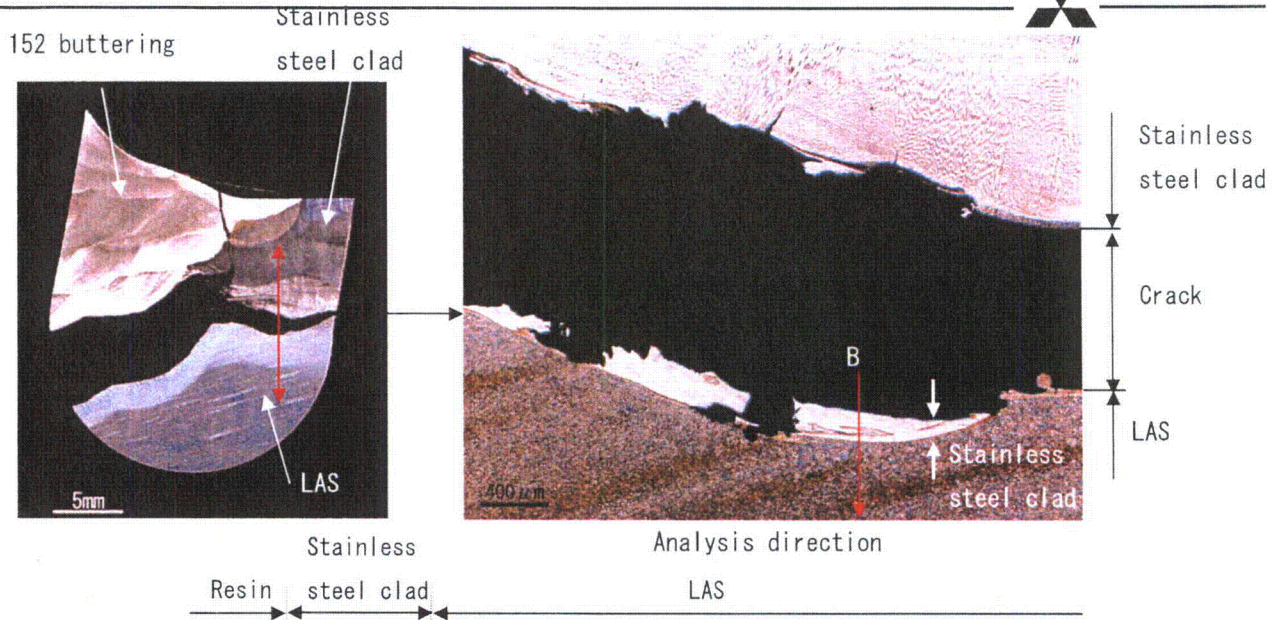 Stainless
steel clad
152 buttering
LAS
5mm
Stainless
steel clad
Crack
LAS
B
Stainless
steel clad
400μm
Analysis direction
Resin
Stainless
steel clad
LAS